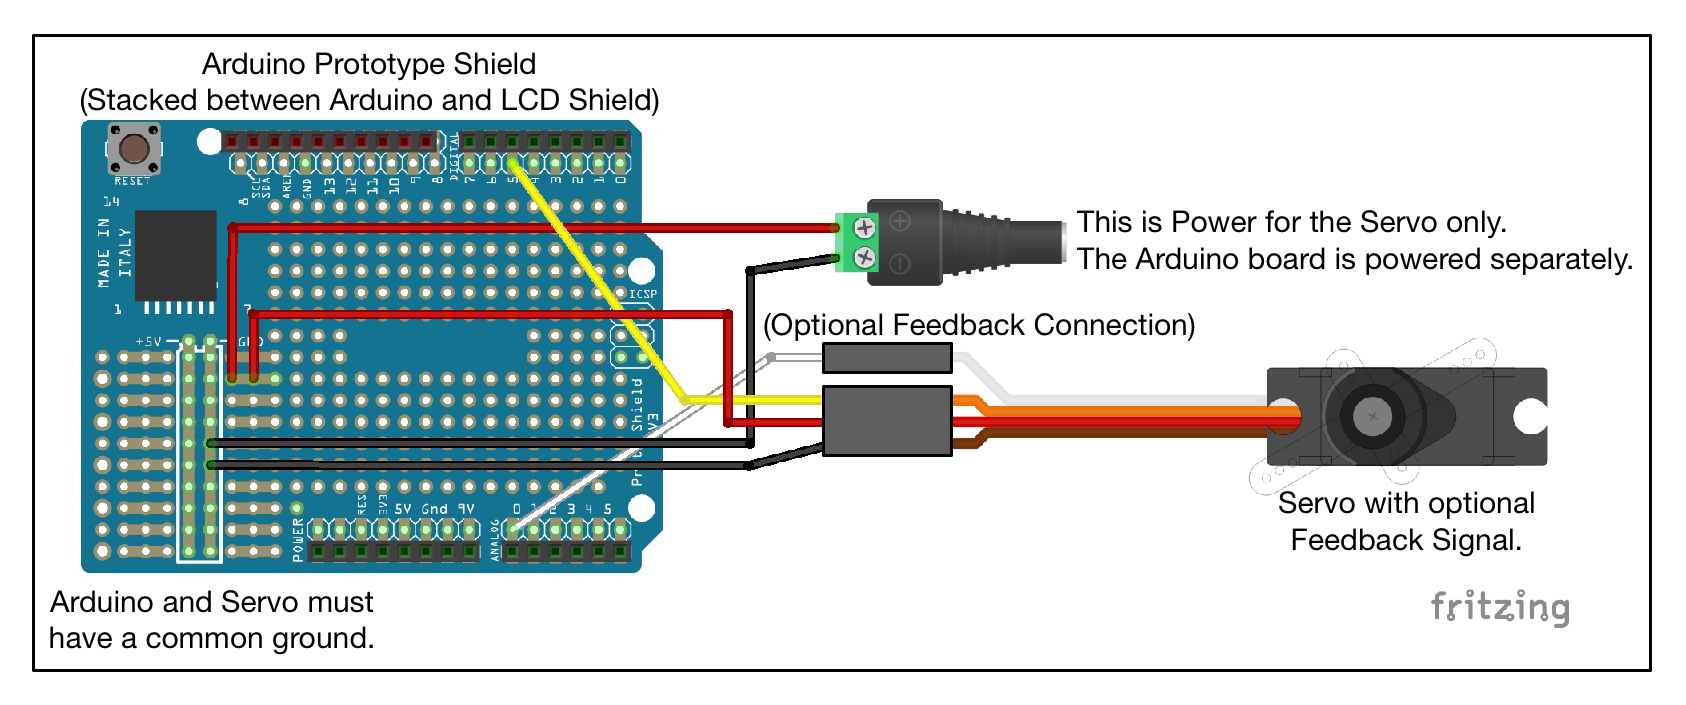 Arduino Prototype Shield
(Stacked between Arduino and LCD Shield)
RESET
SCL
SDA
AREF
GND
13
12
11
10
9
8
DIGITAL
7
6
5
4
3
2
1
0
14
8
MADE IN
ITALY
1
7
+5V
GND
ICSP
This is Power for the Servo only.
The Arduino board is powered separately.
(Optional Feedback Connection)
Shield
POWER
RES
3V3
5V Gnd 9V
ANALOG
0 1 2 3 4 5
Servo with optional
Feedback Signal.
Arduino and Servo must
have a common ground.
fritzing